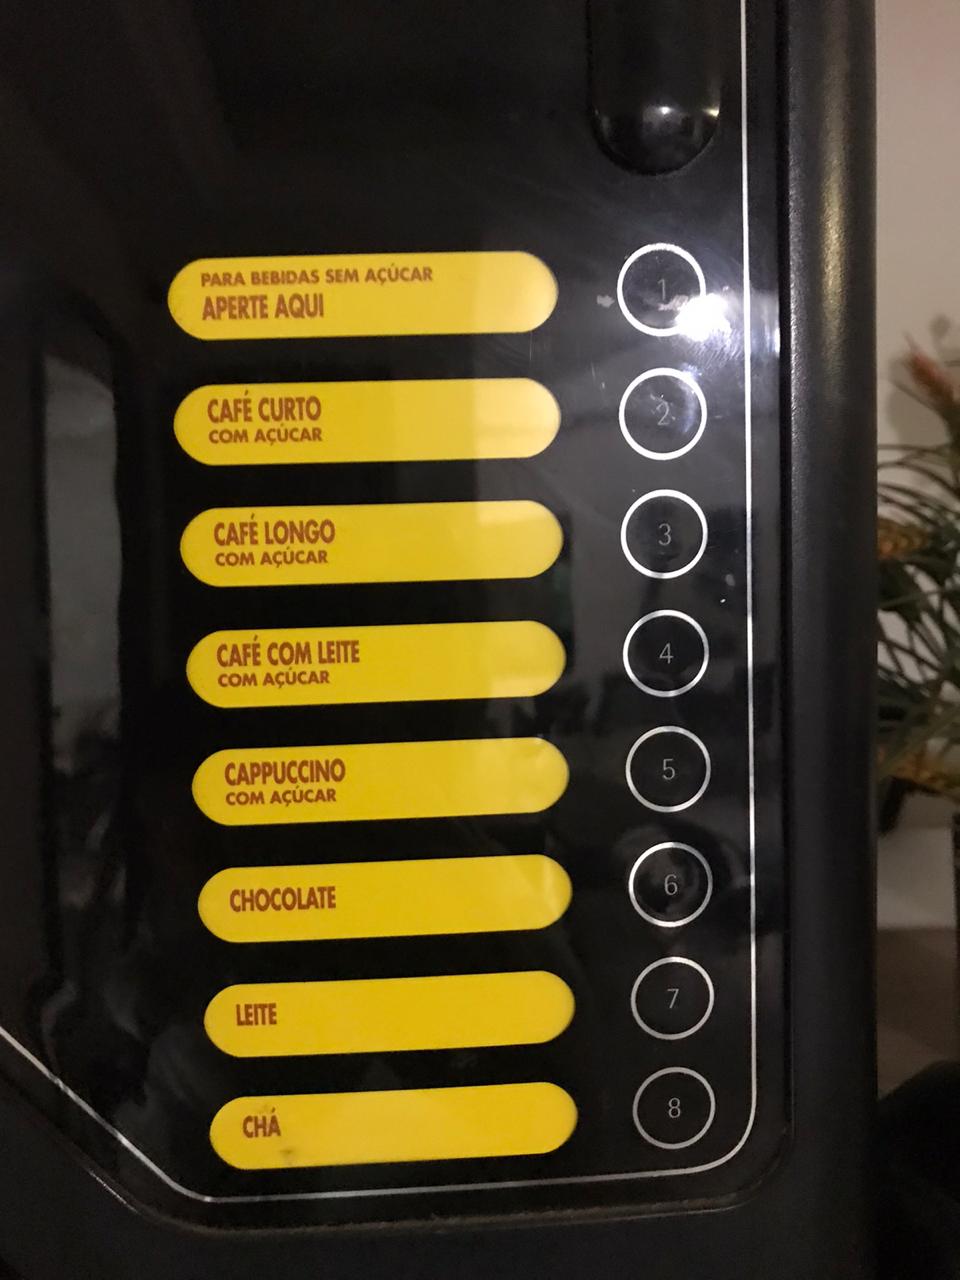 PARA BEBIDAS SEM AÇÚCAR
APERTE AQUI
1
CAFÉ CURTO
COM AÇÚCAR
2
CAFÉ LONGO
COM AÇÚCAR
3
CAFÉ COM LEITE
COM AÇÚCAR
4
CAPPUCCINO
COM AÇÚCAR
5
CHOCOLATE
6
LEITE
7
CHÁ
8